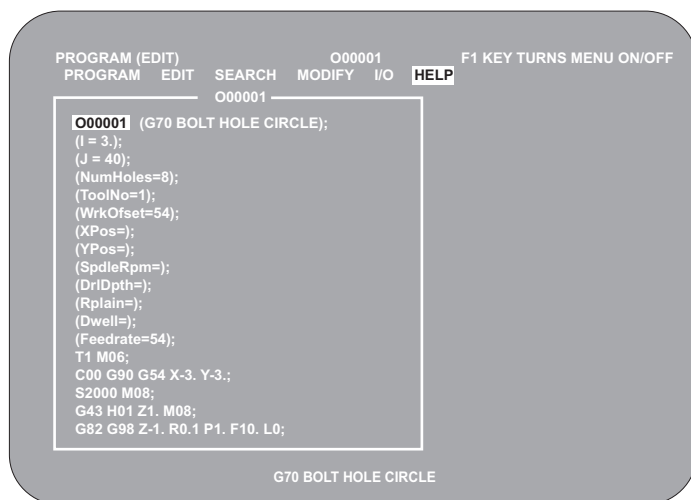 PROGRAM (EDIT) O00001 F1 KEY TURNS MENU ON/OFF
PROGRAM EDIT SEARCH MODIFY I/O HELP
O00001
O00001 (G70 BOLT HOLE CIRCLE);
(I = 3.);
(J = 40);
(NumHoles=8);
(ToolNo=1);
(WrkOfset=54);
(XPos=);
(YPos=);
(SpdleRpm=);
(DrlDpth=);
(Rplain=);
(Dwell=);
(Feedrate=54);
T1 M06;
C00 G90 G54 X-3. Y-3.;
S2000 M08;
G43 H01 Z1. M08;
G82 G98 Z-1. R0.1 P1. F10. L0;
G70 BOLT HOLE CIRCLE